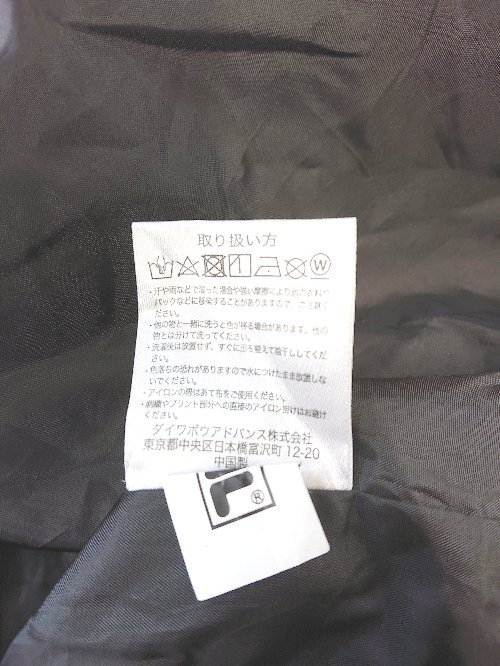 取り扱い方
W
・汗や雨などで湿った場合や強い摩擦により他の衣料や
バックなどに移染することがありますので、ご注意く
ださい。
・他の物と一緒に洗うと色が移る場合があります。他の
物とは分けて洗ってください。
・洗濯後は放置せず、すぐに形を整えて陰干ししてくだ
さい。
・色落ちの恐れがありますので水につけたまま放置しな
いでください。
・アイロンの際はあて布をご使用ください。
・刺繍やプリント部分への直接のアイロン掛けはお避け
ください。
ダイワボウアドバンス株式会社
東京都中央区日本橋富沢町 12-20
中国製
F®